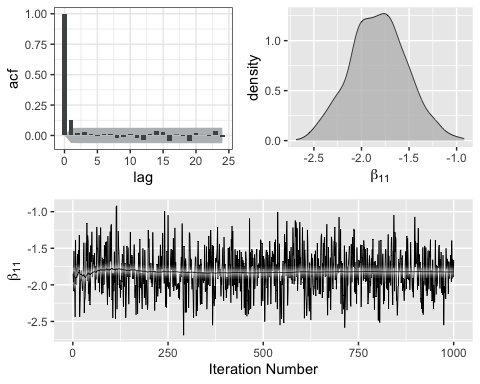 acf
1.00
0.75
0.50
0.25
0.00
0 5 10 15 20 25
lag
density
1.0
0.5
0.0
-2.5 -2.0 -1.5 -1.0
β11
β11
-1.0
-1.5
-2.0
-2.5
0 250 500 750 1000
Iteration Number